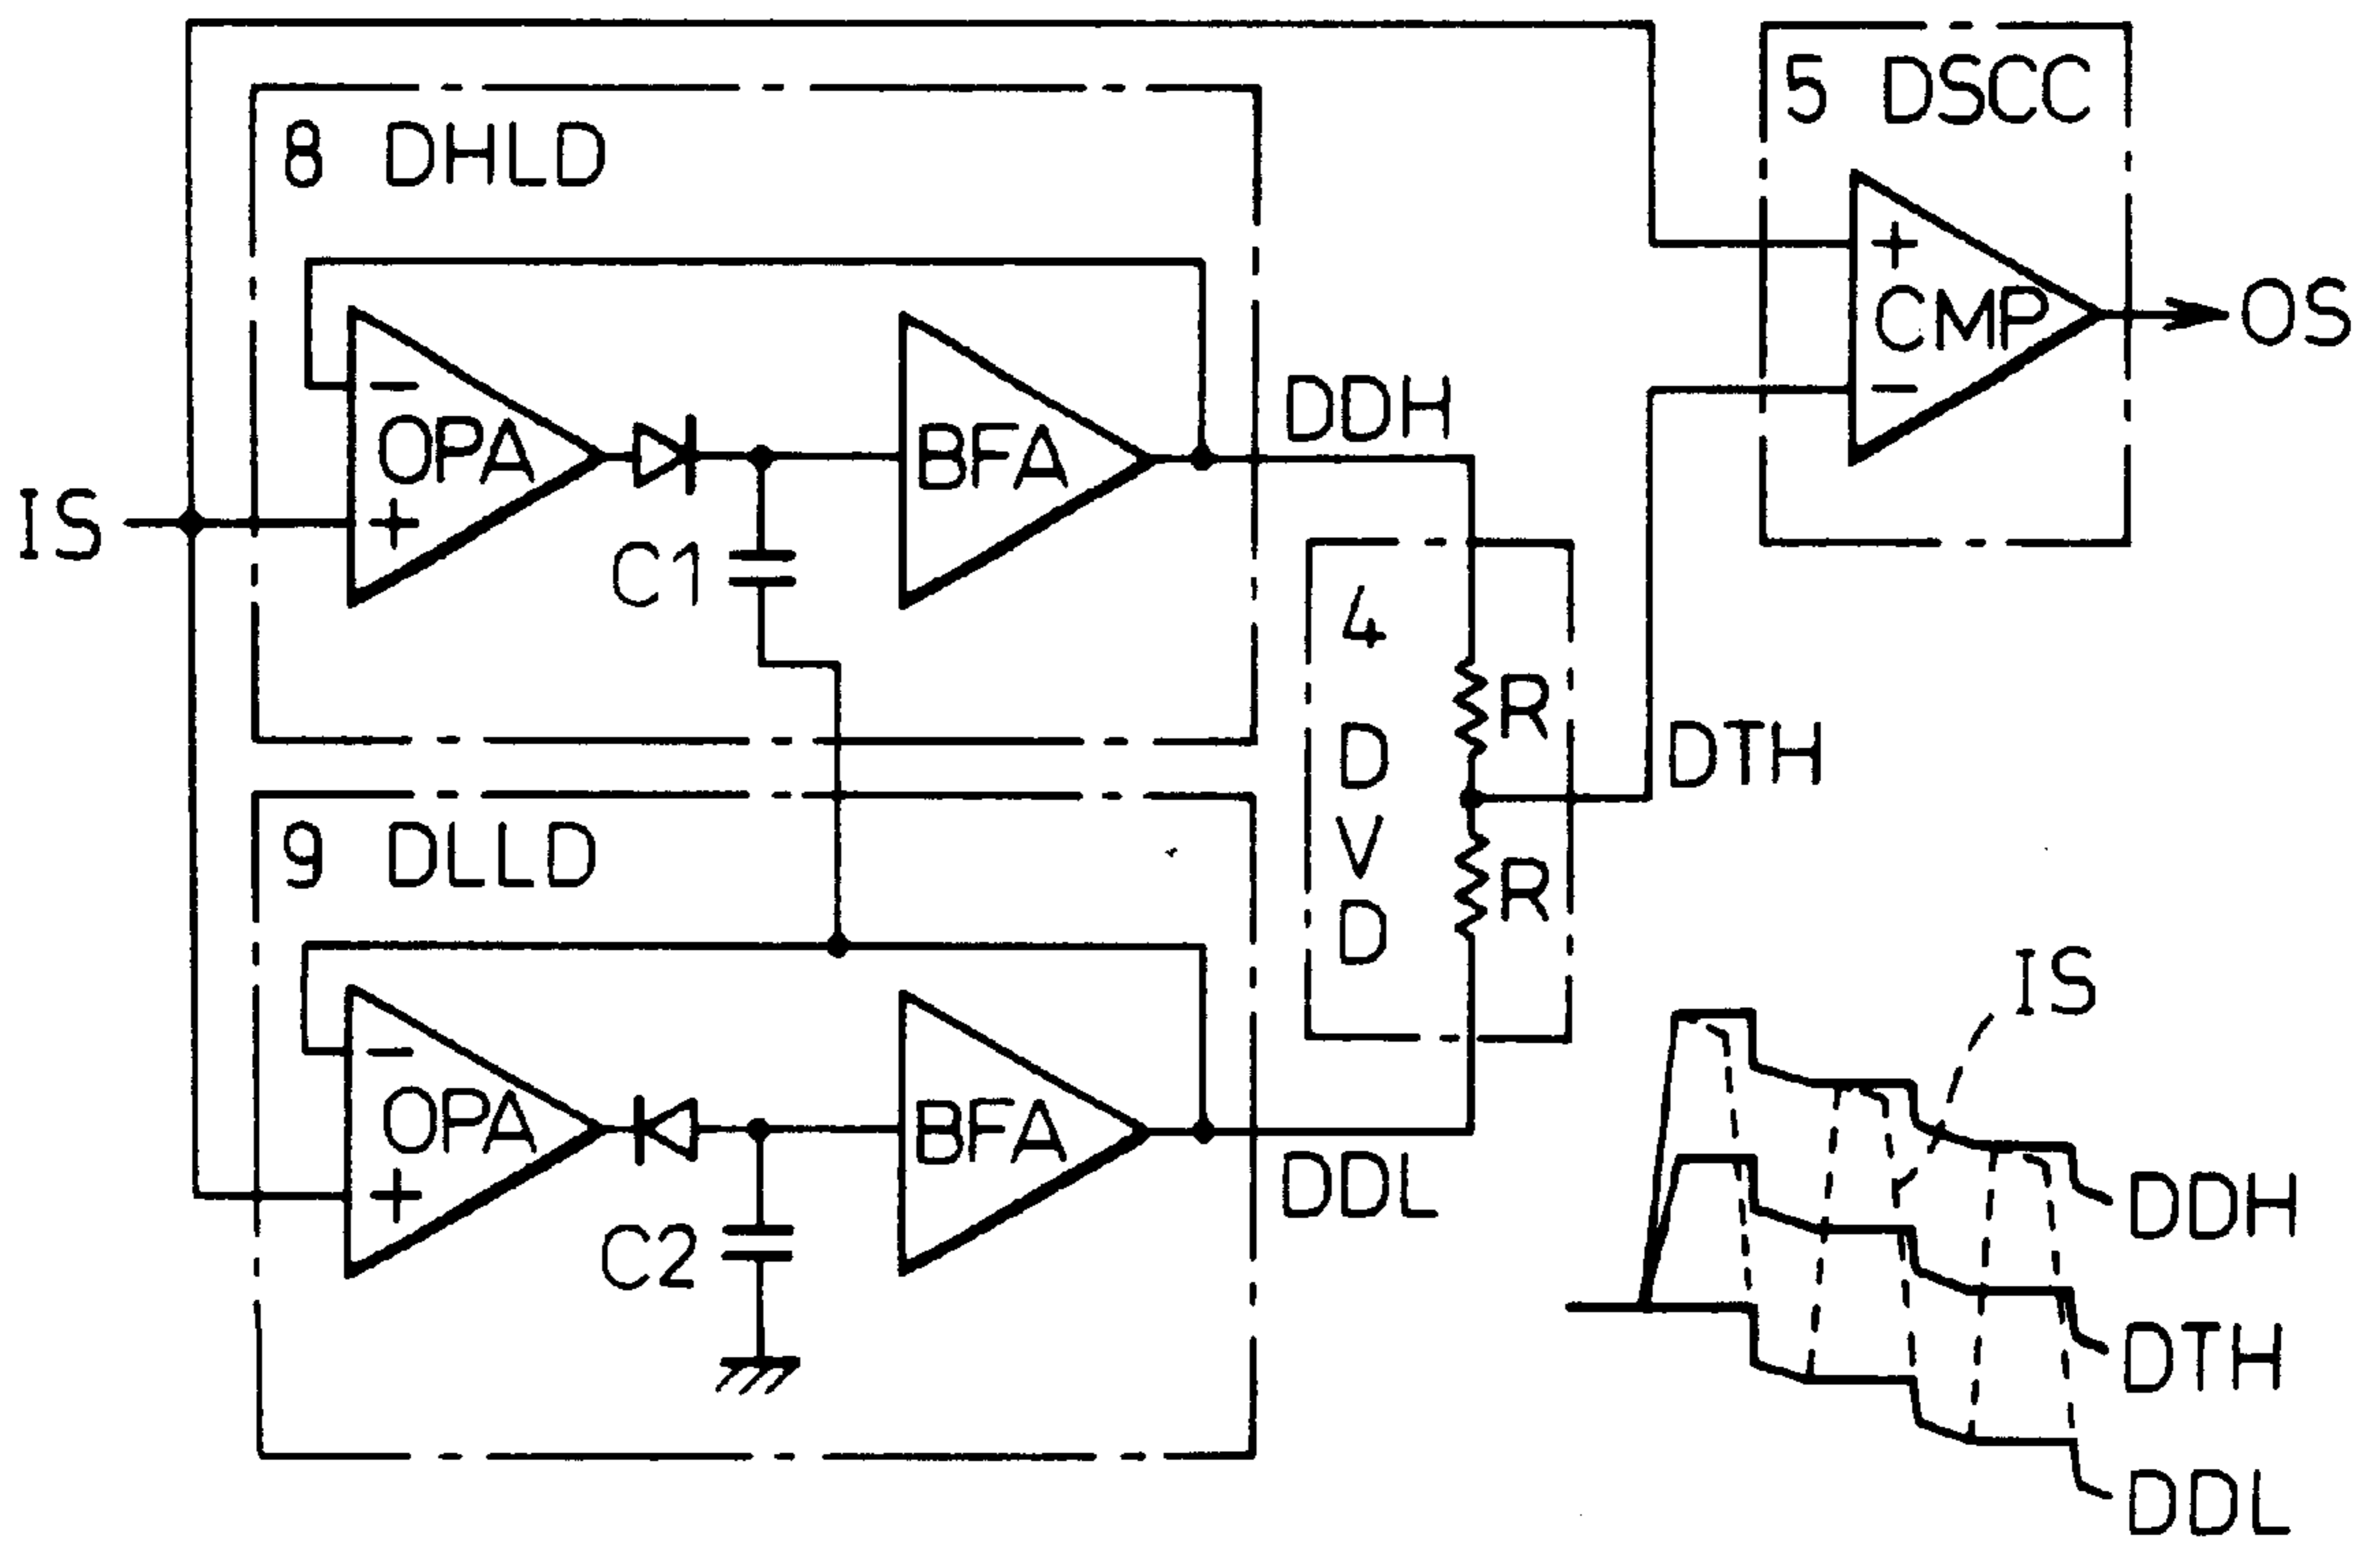 5 DSCC
8 DHLD
+
CMP
−
OS
−
OPA
+
BFA
DDH
IS
C1
4
D
V
D
R
DTH
R
9 DLLD
−
OPA
+
BFA
DDL
C2
IS
DDH
DTH
DDL